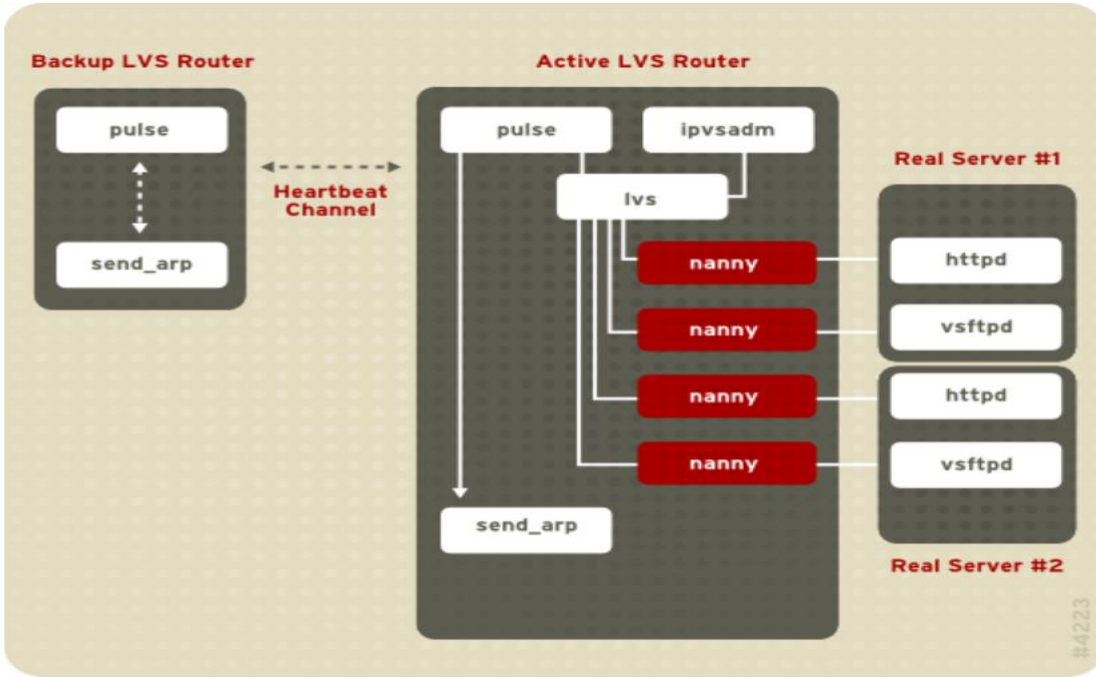 Backup LVS Router
pulse
send_arp
Heartbeat
Channel
Active LVS Router
pulse
ipvsadm
lvs
nanny
nanny
nanny
nanny
send_arp
Real Server #1
httpd
vsftpd
httpd
vsftpd
Real Server #2
#4223